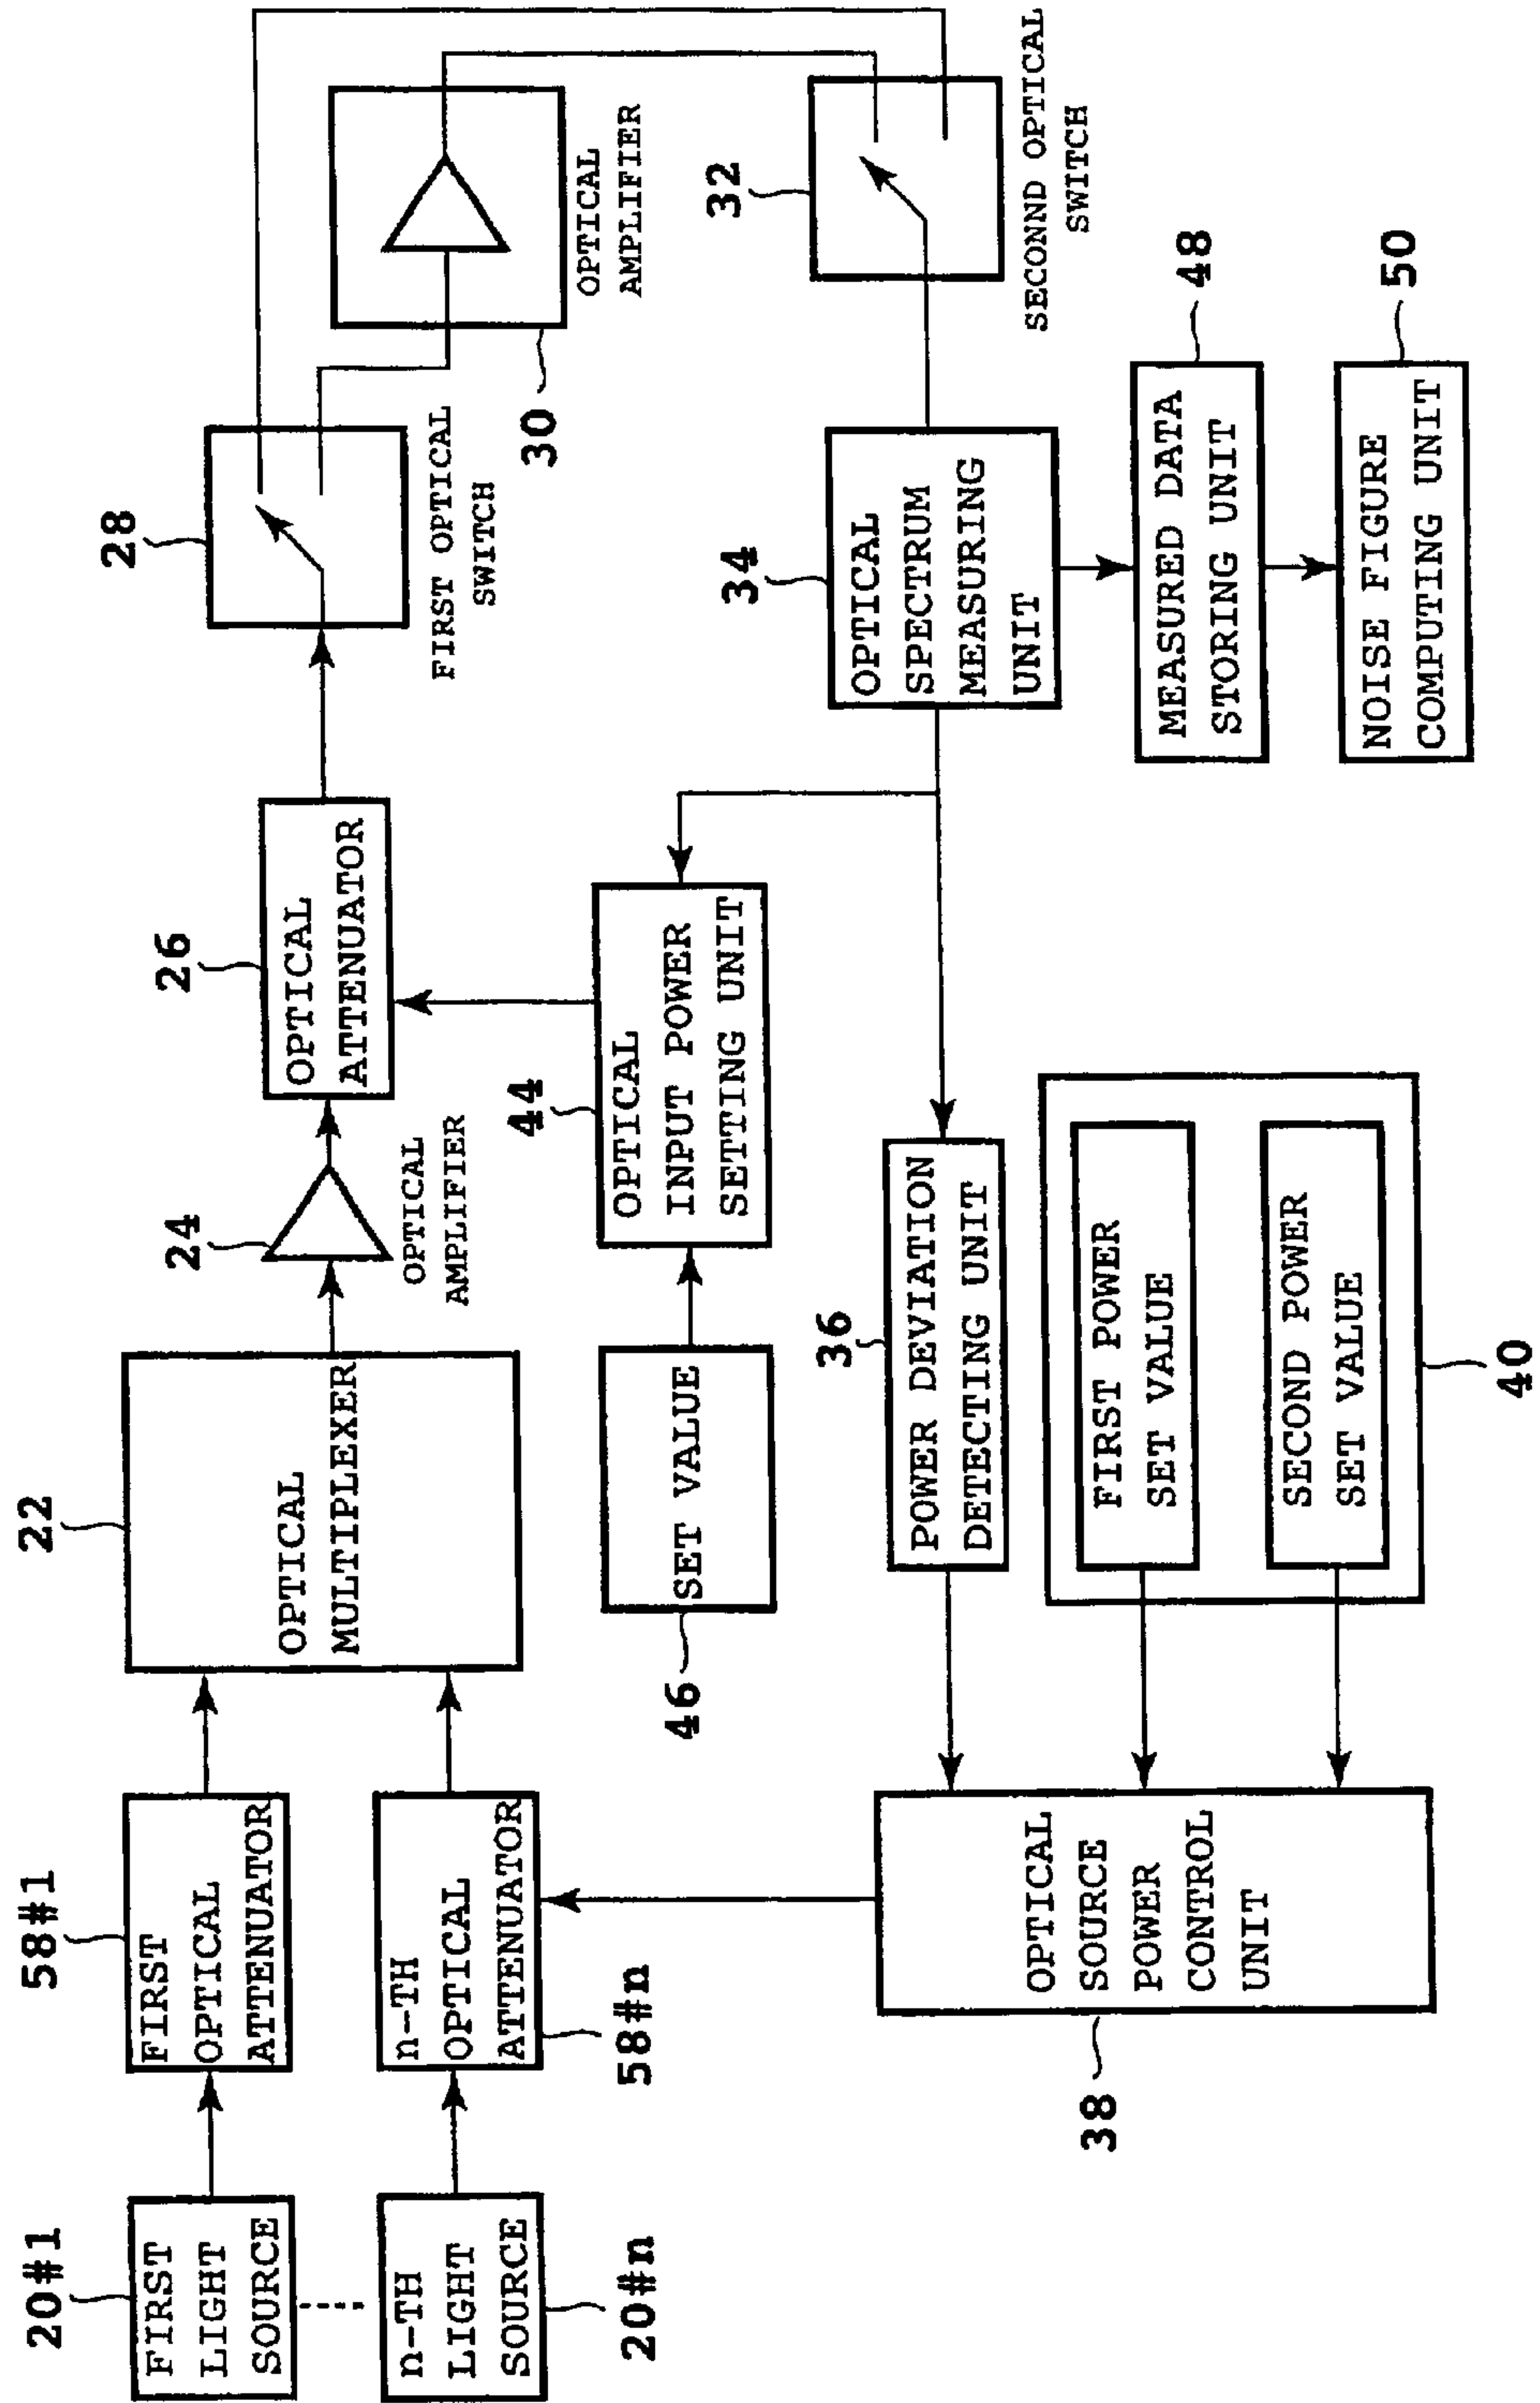 20#1
FIRST
LIGHT
SOURCE
58#1
FIRST
OPTICAL
ATTENUATOR
22
OPTICAL
MULTIPLEXER
24
OPTICAL
AMPLIFIER
26
OPTICAL
ATTENUATOR
28
FIRST OPTICAL
SWITCH
30
OPTICAL
AMPLIFIER
n-TH
LIGHT
SOURCE
20#n
n-TH
OPTICAL
ATTENUATOR
58#n
46
SET VALUE
44
OPTICAL
INPUT POWER
SETTING UNIT
32
SECOND OPTICAL
SWITCH
34
OPTICAL
SPECTRUM
MEASURING
UNIT
36
POWER DEVIATION
DETECTING UNIT
38
OPTICAL
SOURCE
POWER
CONTROL
UNIT
FIRST POWER
SET VALUE
SECOND POWER
SET VALUE
40
48
MEASURED DATA
STORING UNIT
50
NOISE FIGURE
COMPUTING UNIT